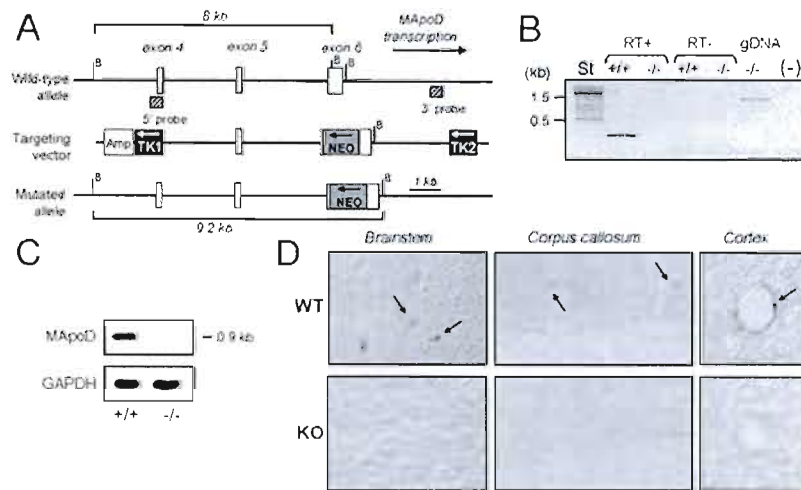 A
8 kb
exon 4
exon 5
exon 6
MApoD
transcription
B
B
B
Wild-type
allele
5' probe
3' probe
Targeting
vector
Amp
TK1
NEO
B
TK2
Mutated
allele
B
NEO
B
1 kb
9.2 kb
B
RT+
RT-
gDNA
(kb)
St
+/+
-/-
+/+
-/-
-/-
(-)
1.5
0.5
C
MApoD
0.9 kb
GAPDH
+/+
-/-
D
Brainstem
Corpus callosum
Cortex
WT
KO